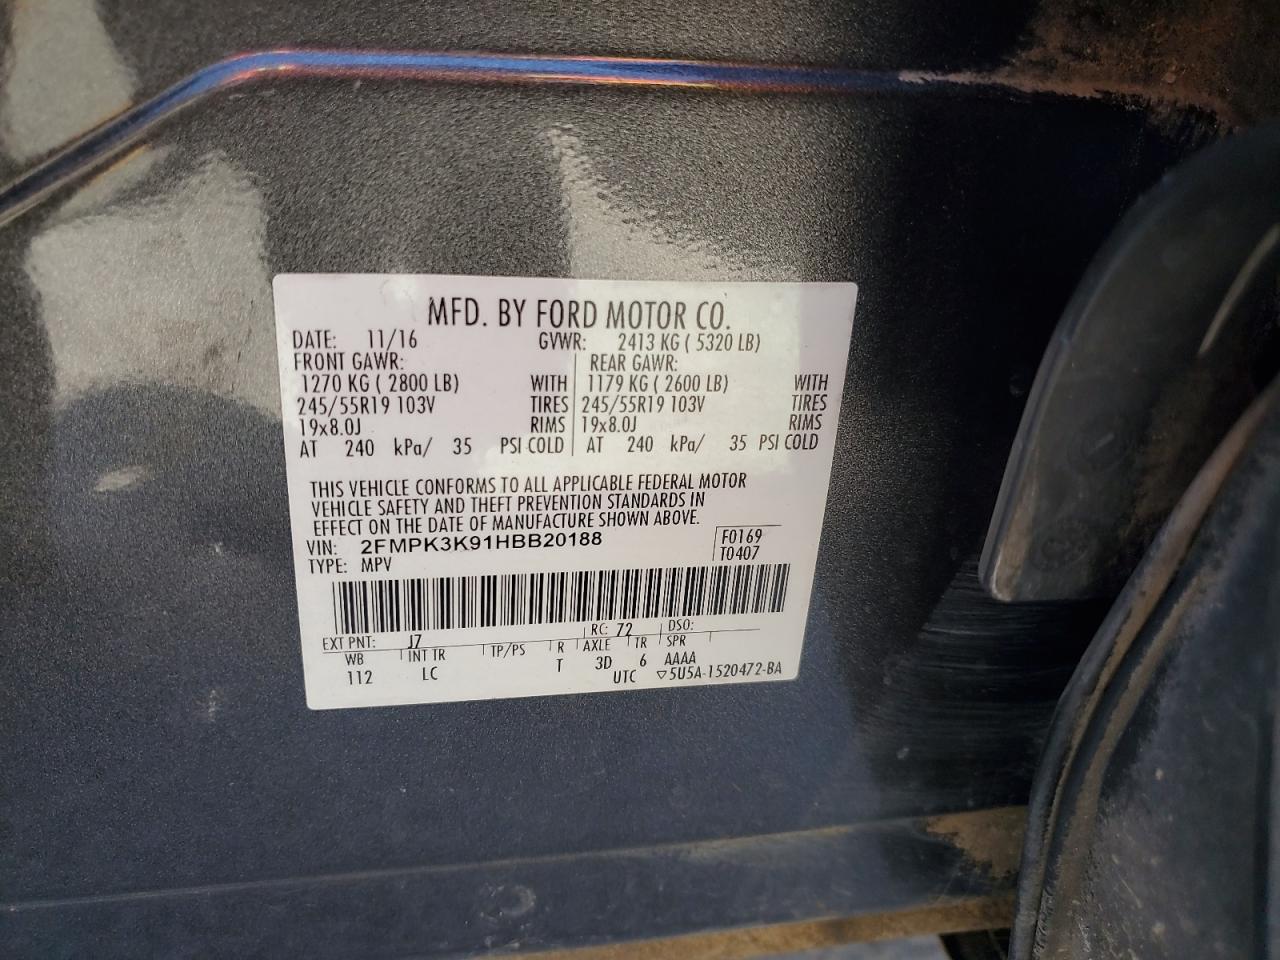 MFD. BY FORD MOTOR CO.
DATE: 11/16 GVWR: 2413 KG ( 5320 LB)
FRONT GAWR: REAR GAWR:
1270 KG ( 2800 LB) WITH 1179 KG ( 2600 LB) WITH
245/55R19 103V TIRES 245/55R19 103V TIRES
19x8.0J RIMS 19x8.0J RIMS
AT 240 kPa/ 35 PSI COLD AT 240 kPa/ 35 PSI COLD
THIS VEHICLE CONFORMS TO ALL APPLICABLE FEDERAL MOTOR
VEHICLE SAFETY AND THEFT PREVENTION STANDARDS IN
EFFECT ON THE DATE OF MANUFACTURE SHOWN ABOVE.
VIN: 2FMPK3K91HBB20188 F0169
TYPE: MPV T0407
EXT PNT: J7 RC: 72 DSO:
WB INT TR TP/PS R AXLE TR SPR
112 LC T 3D 6 AAAA
UTC ▽5U5A-1520472-BA